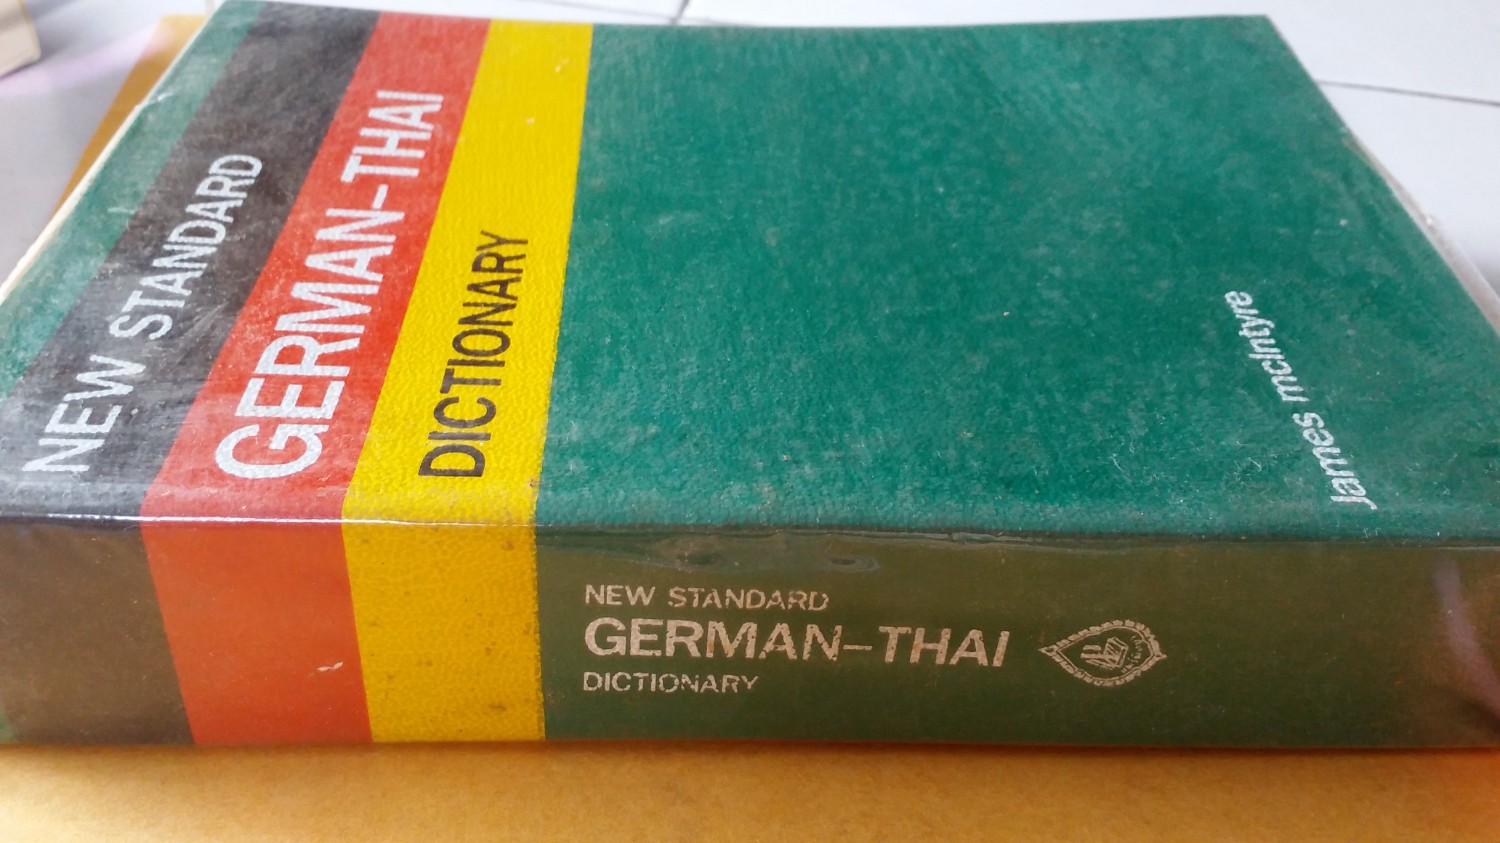 NEW STANDARD
GERMAN-THAI
DICTIONARY
James mcIntyre
NEW STANDARD
GERMAN-THAI
DICTIONARY